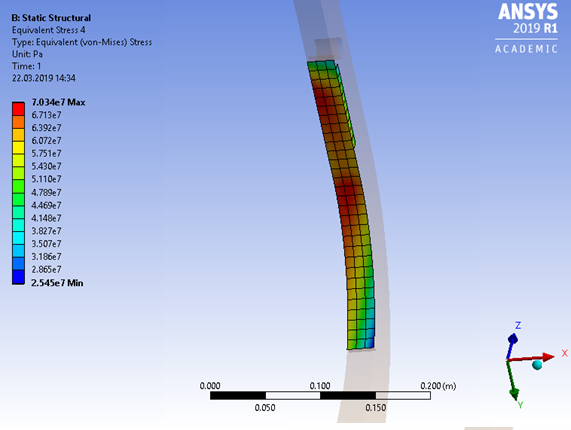 B: Static Structural
Equivalent Stress 4
Type: Equivalent (von-Mises) Stress
Unit: Pa
Time: 1
22.03.2019 14:34
7.034e7 Max
6.713e7
6.392e7
6.072e7
5.751e7
5.430e7
5.110e7
4.789e7
4.469e7
4.148e7
3.827e7
3.507e7
3.186e7
2.865e7
2.545e7 Min
ANSYS
2019 R1
ACADEMIC
Z
X
Y
0.000 0.100 0.200 (m)
0.050 0.150